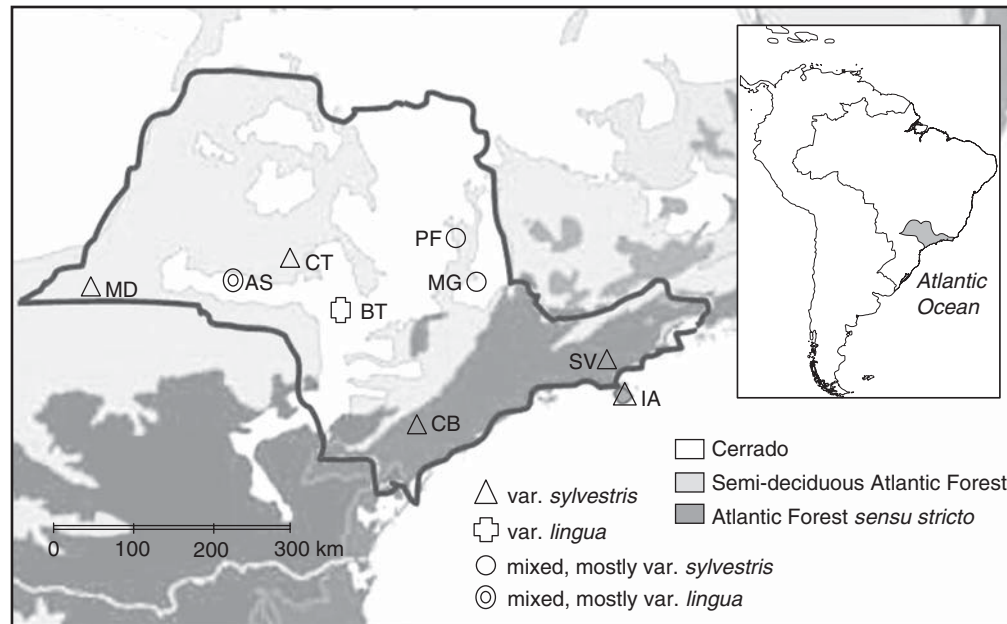 Atlantic
Ocean
PF
CT
AS
MD
MG
BT
SV
IA
CB
Cerrado
Semi-deciduous Atlantic Forest
Atlantic Forest sensu stricto
var. sylvestris
var. lingua
mixed, mostly var. sylvestris
mixed, mostly var. lingua
0 100 200 300 km